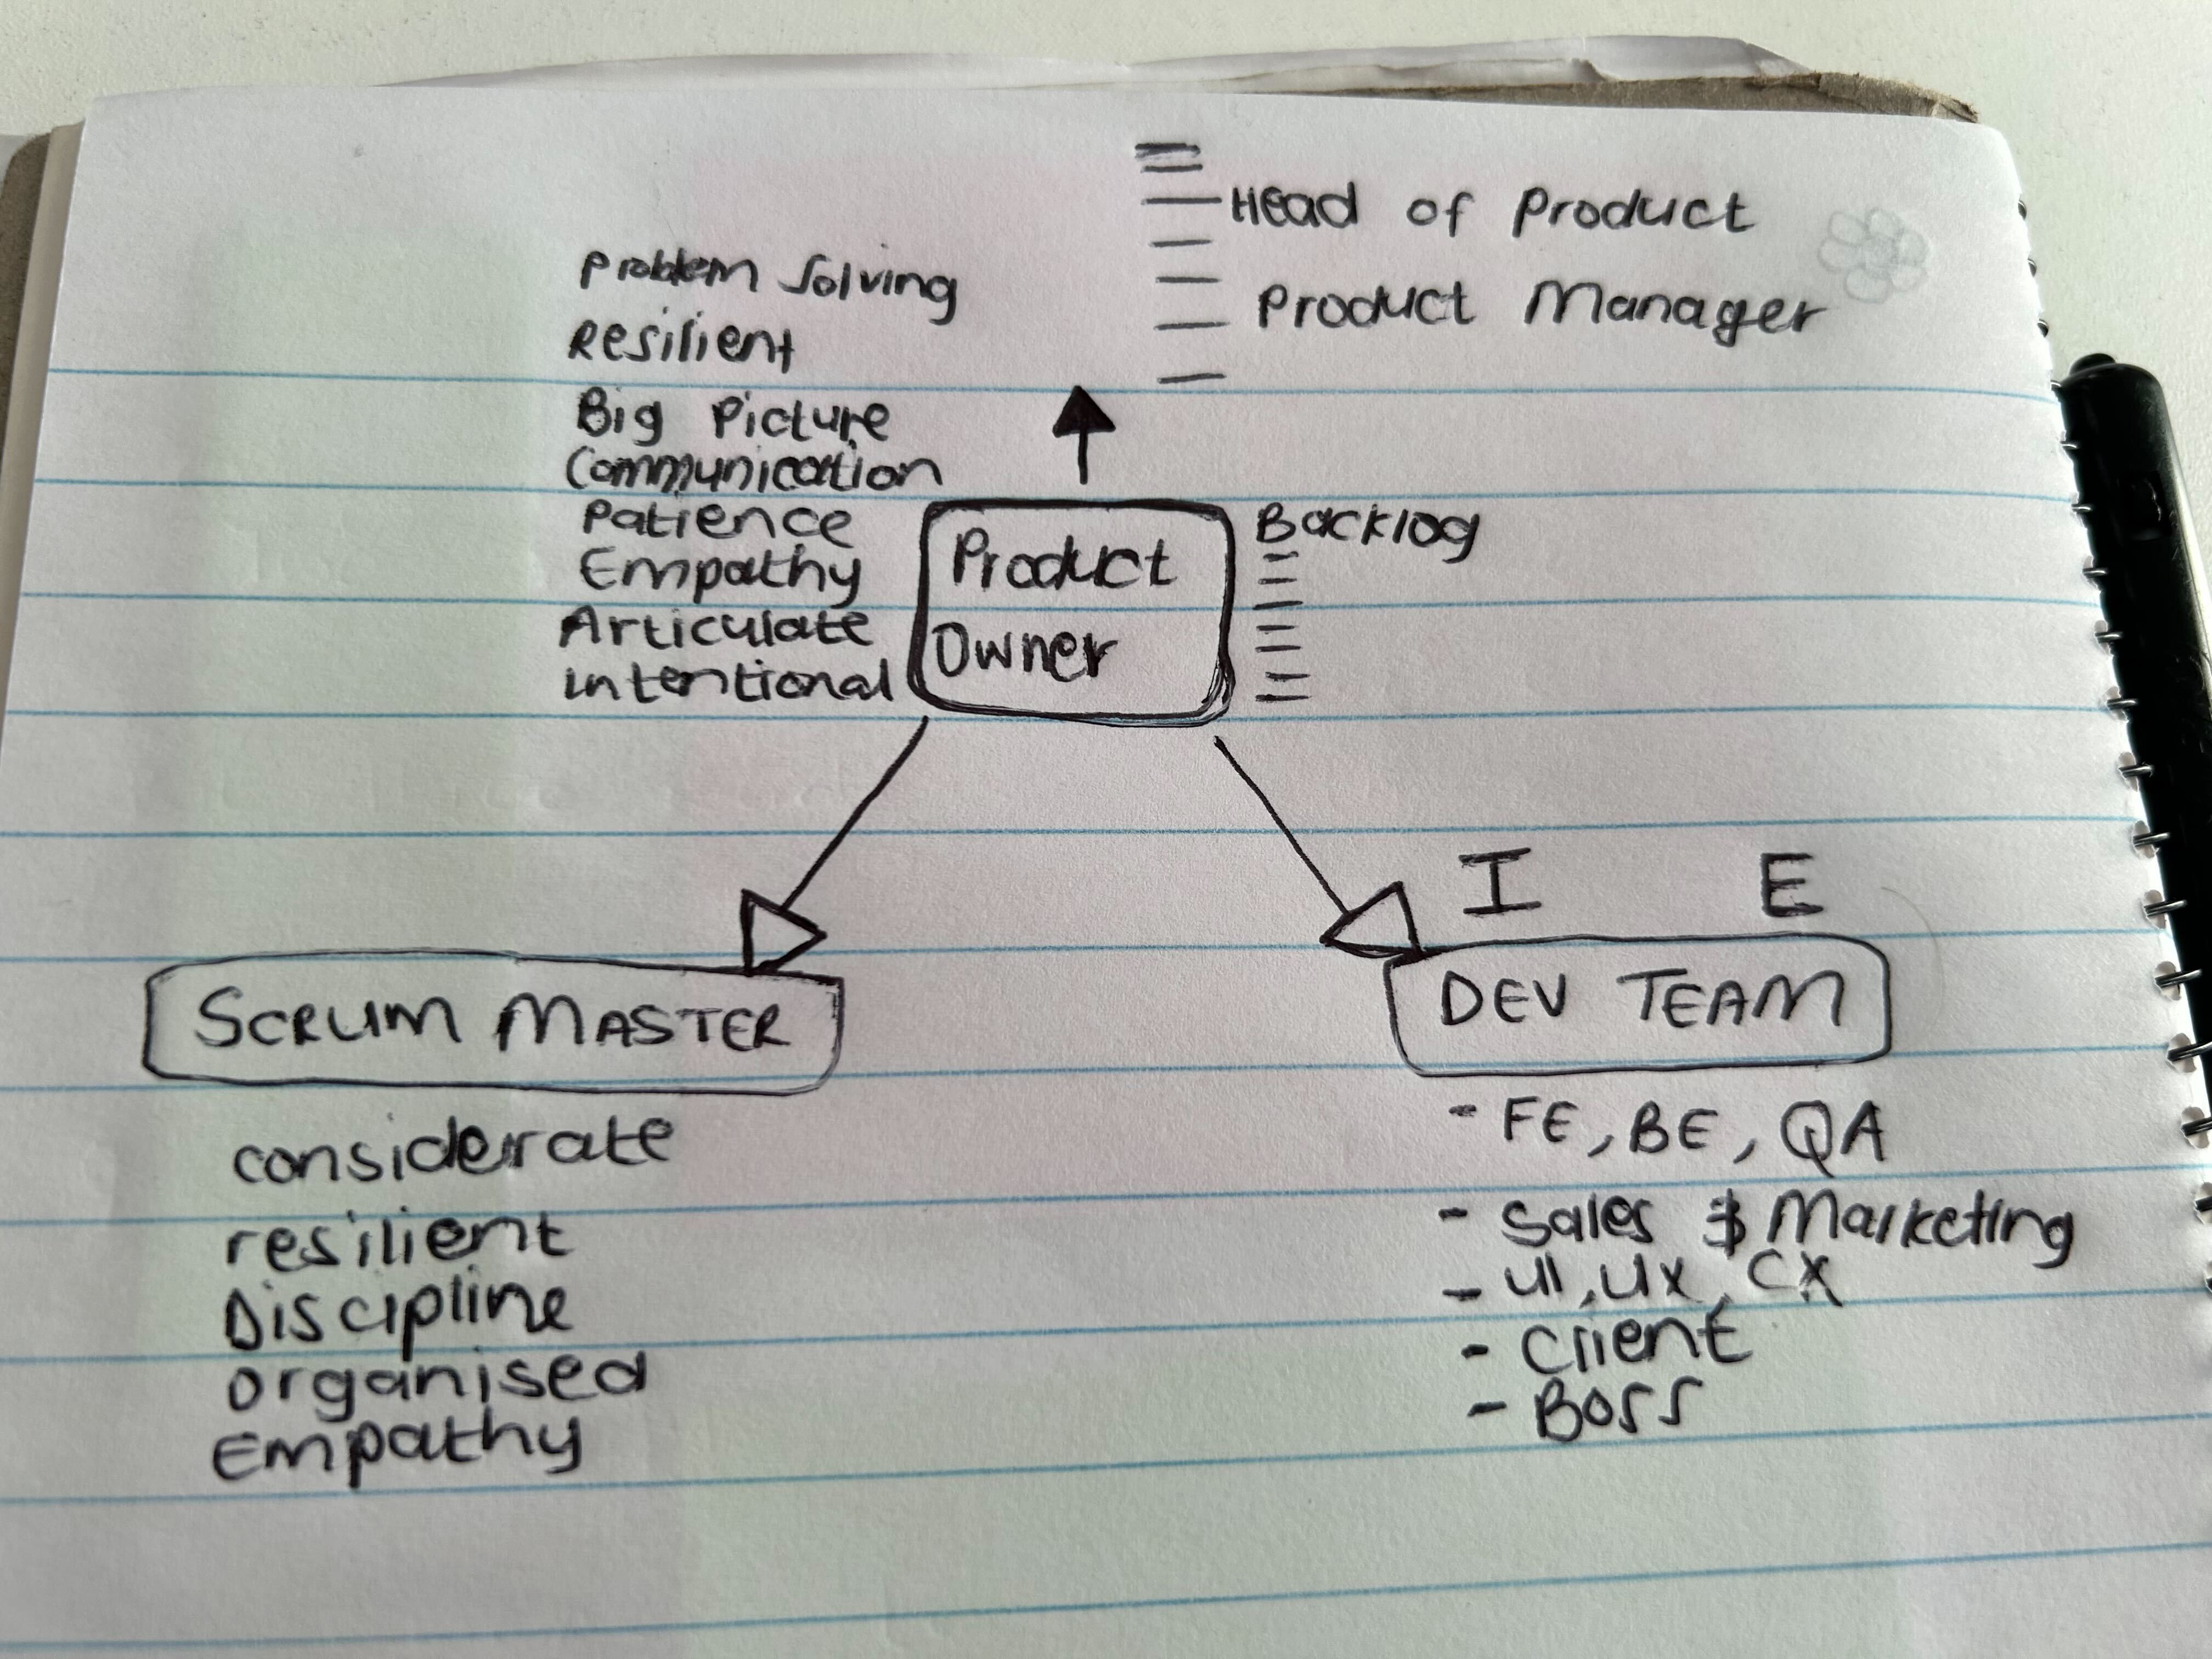 Head of Product
Product Manager
Problem Solving
Resilient
Big Picture
Communication
Patience
Empathy
Articulate
intentional
Product
Owner
Backlog
I E
SCRUM MASTER
considerate
resilient
Discipline
organised
Empathy
DEV TEAM
- FE, BE, QA
- Sales & Marketing
- UI, UX, CX
- Client
- Boss